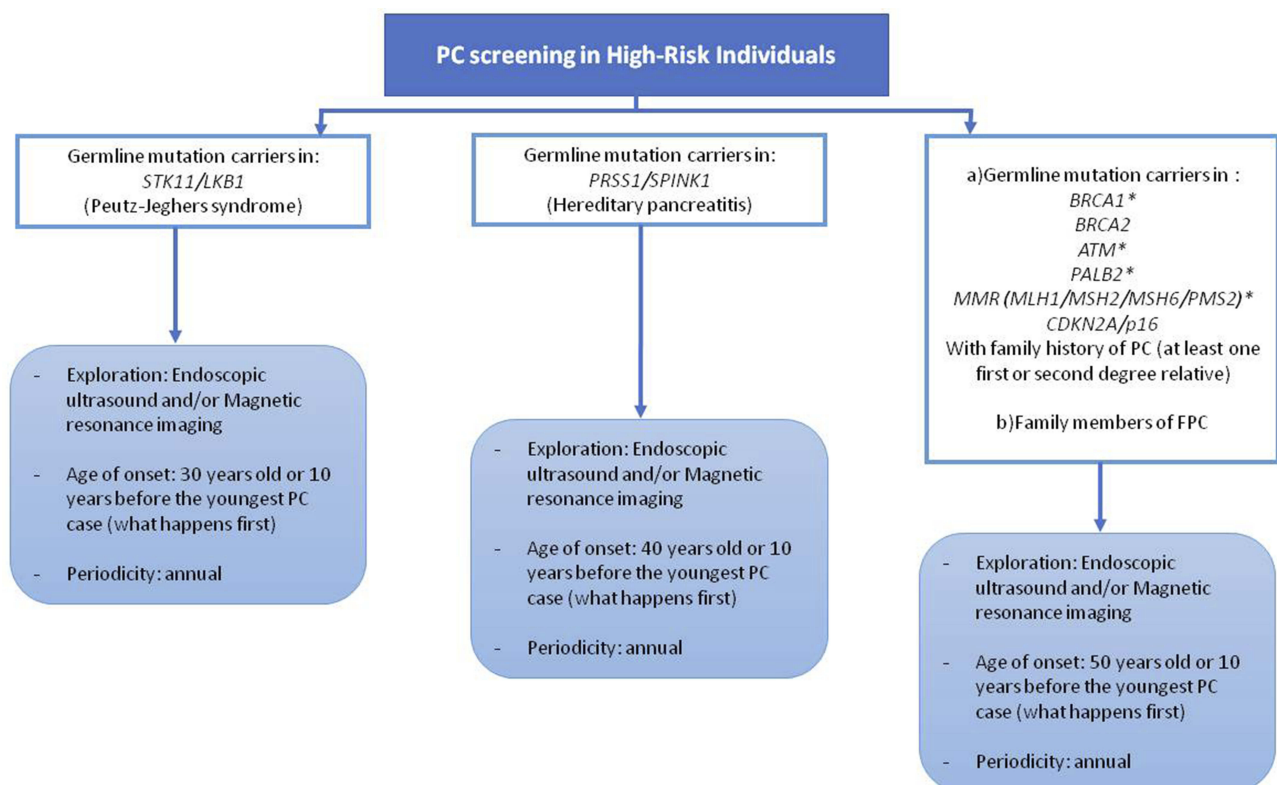 PC screening in High-Risk Individuals
Germline mutation carriers in:
STK11/LKB1
(Peutz-Jeghers syndrome)
- Exploration: Endoscopic
ultrasound and/or Magnetic
resonance imaging
- Age of onset: 30 years old or 10
years before the youngest PC
case (what happens first)
- Periodicity: annual
Germline mutation carriers in:
PRSS1/SPINK1
(Hereditary pancreatitis)
- Exploration: Endoscopic
ultrasound and/or Magnetic
resonance imaging
- Age of onset: 40 years old or 10
years before the youngest PC
case (what happens first)
- Periodicity: annual
a)Germline mutation carriers in :
BRCA1*
BRCA2
ATM*
PALB2*
MMR (MLH1/MSH2/MSH6/PMS2)*
CDKN2A/p16
With family history of PC (at least one
first or second degree relative)
b)Family members of FPC
- Exploration: Endoscopic
ultrasound and/or Magnetic
resonance imaging
- Age of onset: 50 years old or 10
years before the youngest PC
case (what happens first)
- Periodicity: annual